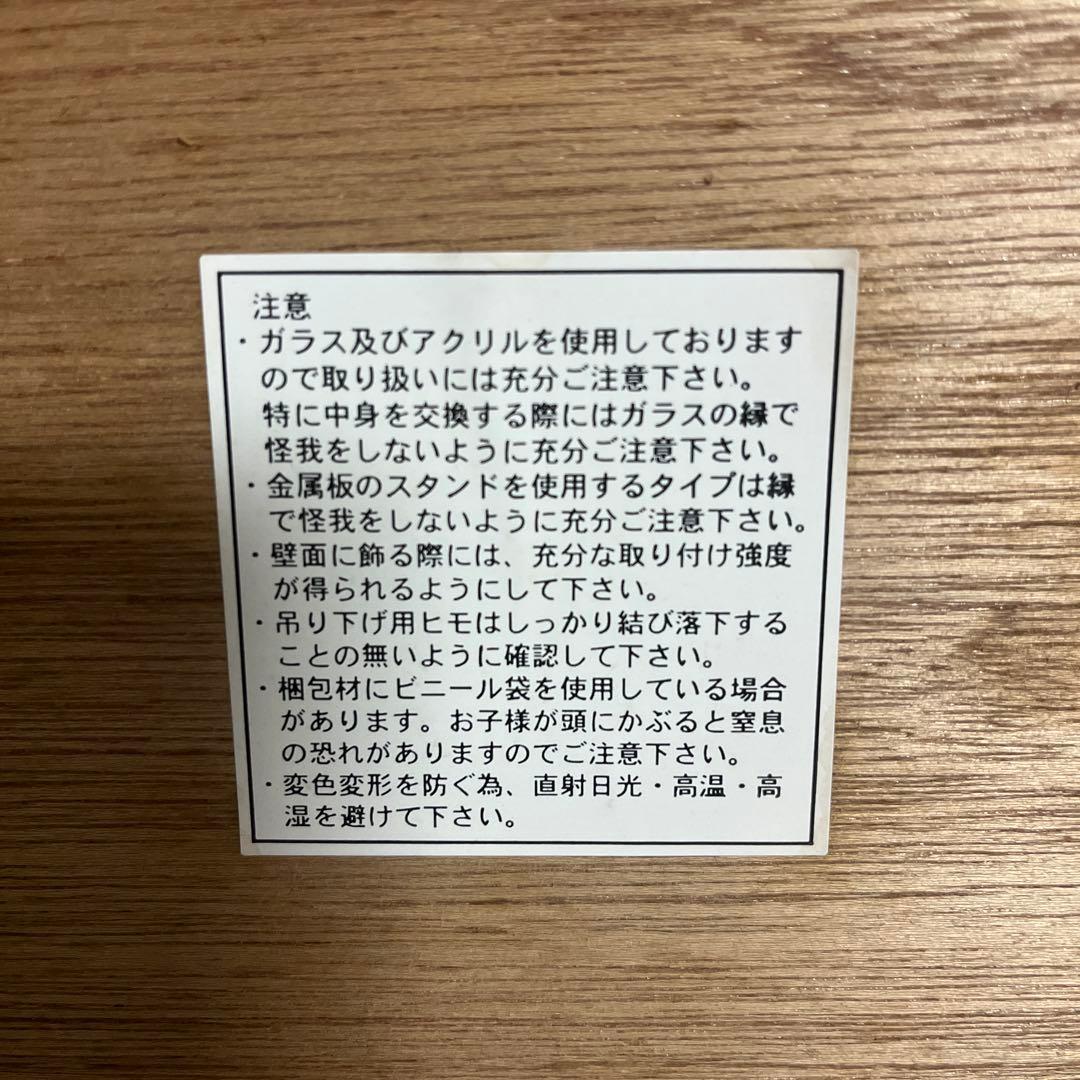 注意
・ガラス及びアクリルを使用しております
ので取り扱いには充分ご注意下さい。
特に中身を交換する際にはガラスの縁で
怪我をしないように充分ご注意下さい。
・金属板のスタンドを使用するタイプは縁
で怪我をしないように充分ご注意下さい。
・壁面に飾る際には、充分な取り付け強度
が得られるようにして下さい。
・吊り下げ用ヒモはしっかり結び落下する
ことの無いように確認して下さい。
・梱包材にビニール袋を使用している場合
があります。お子様が頭にかぶると窒息
の恐れがありますのでご注意下さい。
・変色変形を防ぐ為、直射日光・高温・高
湿を避けて下さい。